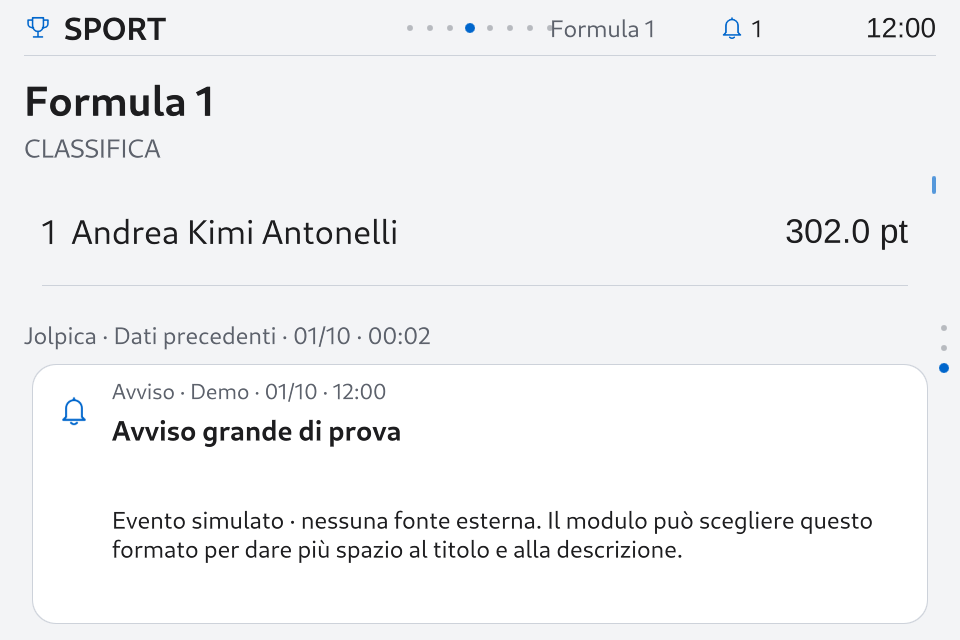 SPORT
Formula 1
1
12:00
Formula 1
CLASSIFICA
1 Andrea Kimi Antonelli 302.0 pt
Jolpica · Dati precedenti · 01/10 · 00:02
Avviso · Demo · 01/10 · 12:00
Avviso grande di prova
Evento simulato · nessuna fonte esterna. Il modulo può scegliere questo
formato per dare più spazio al titolo e alla descrizione.